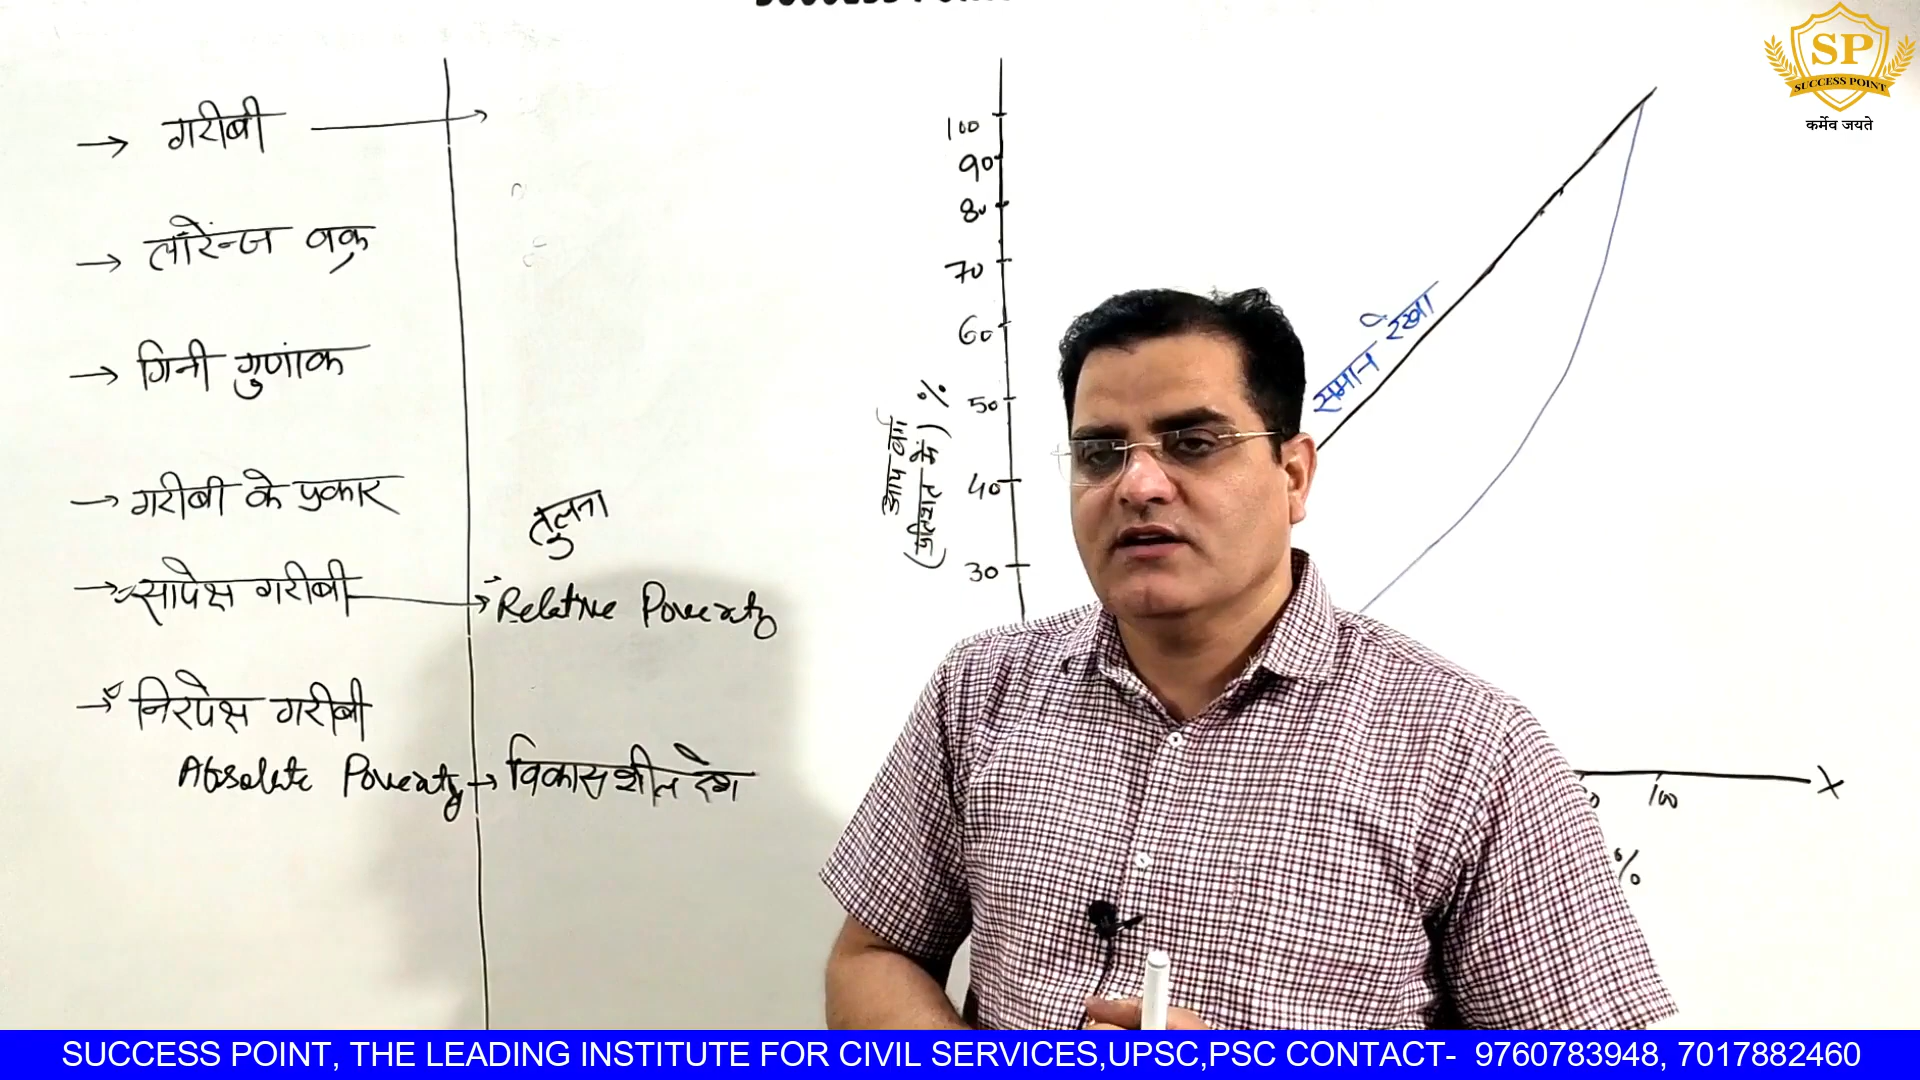 → गरीबी →
→ लॉरेंन्ज वक्र
→ गिनी गुणांक
→ गरीबी के प्रकार
तुलना
→ सापेक्ष गरीबी → Relative Poverty
→ निरपेक्ष गरीबी
Absolute Poverty → विकासशील देश
100
90
80
70
60
50
40
30
आय वर्ग
(प्रतिशत में) %
समान रेखा
100
X
%
SP
SUCCESS POINT
कर्मेव जयते
SUCCESS POINT, THE LEADING INSTITUTE FOR CIVIL SERVICES,UPSC,PSC CONTACT- 9760783948, 7017882460